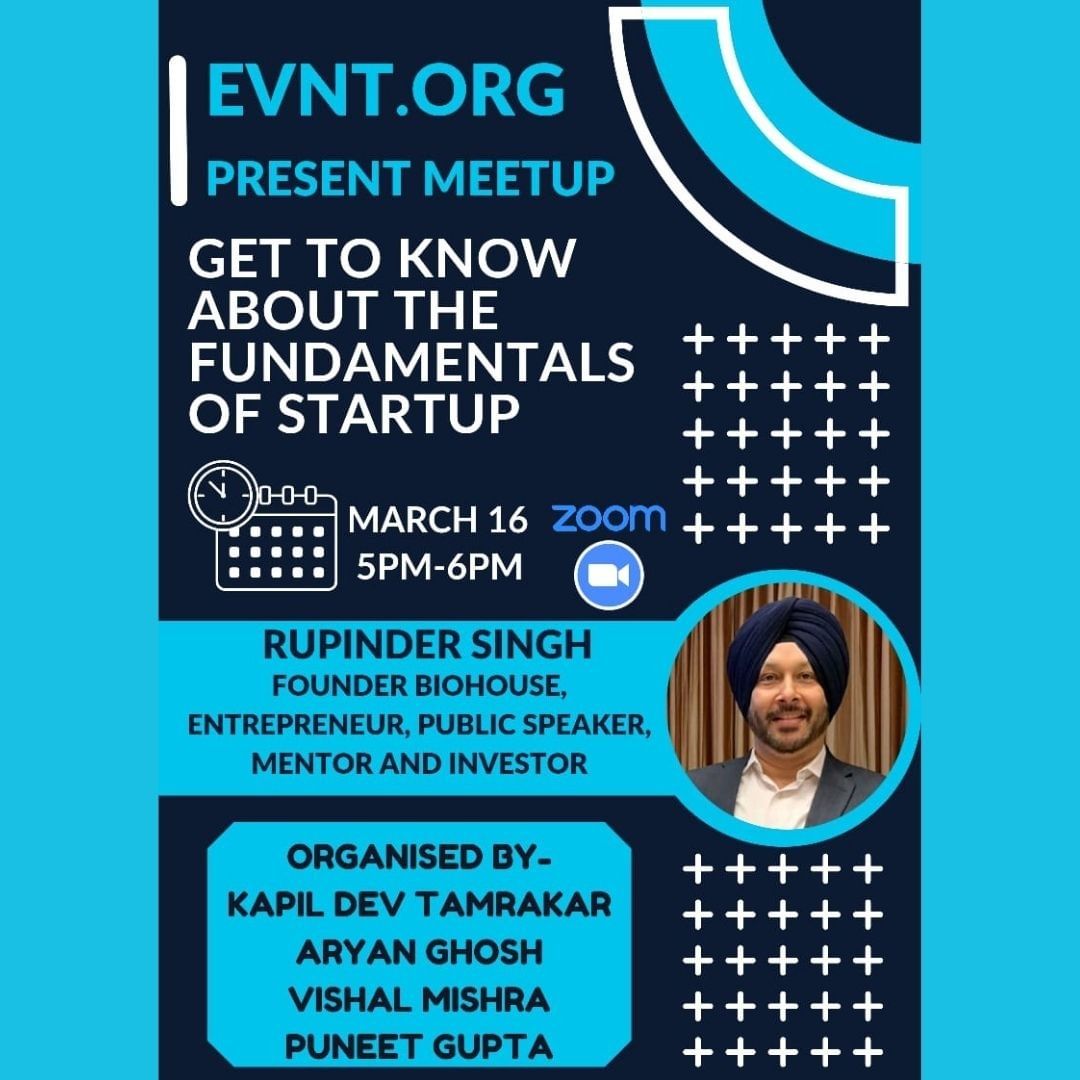 EVNT.ORG
PRESENT MEETUP
GET TO KNOW
ABOUT THE
FUNDAMENTALS
OF STARTUP
MARCH 16
5PM-6PM
zoom
RUPINDER SINGH
FOUNDER BIOHOUSE,
ENTREPRENEUR, PUBLIC SPEAKER,
MENTOR AND INVESTOR
ORGANISED BY-
KAPIL DEV TAMRAKAR
ARYAN GHOSH
VISHAL MISHRA
PUNEET GUPTA